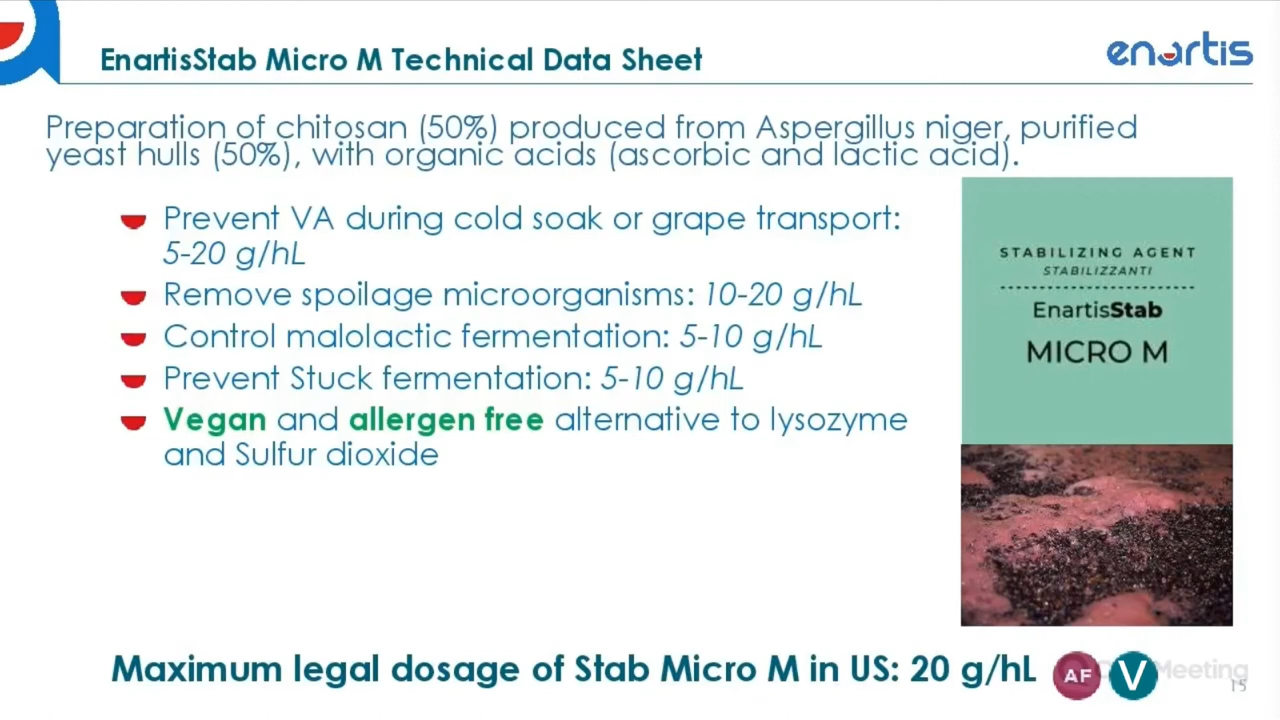 EnartisStab Micro M Technical Data Sheet
enartis
Preparation of chitosan (50%) produced from Aspergillus niger, purified
yeast hulls (50%), with organic acids (ascorbic and lactic acid).
Prevent VA during cold soak or grape transport:
5-20 g/hL
Remove spoilage microorganisms: 10-20 g/hL
Control malolactic fermentation: 5-10 g/hL
Prevent Stuck fermentation: 5-10 g/hL
Vegan and allergen free alternative to lysozyme
and Sulfur dioxide
STABILIZING AGENT
STABILIZZANTI
EnartisStab
MICRO M
Maximum legal dosage of Stab Micro M in US: 20 g/hL
AF
V
Meeting
15